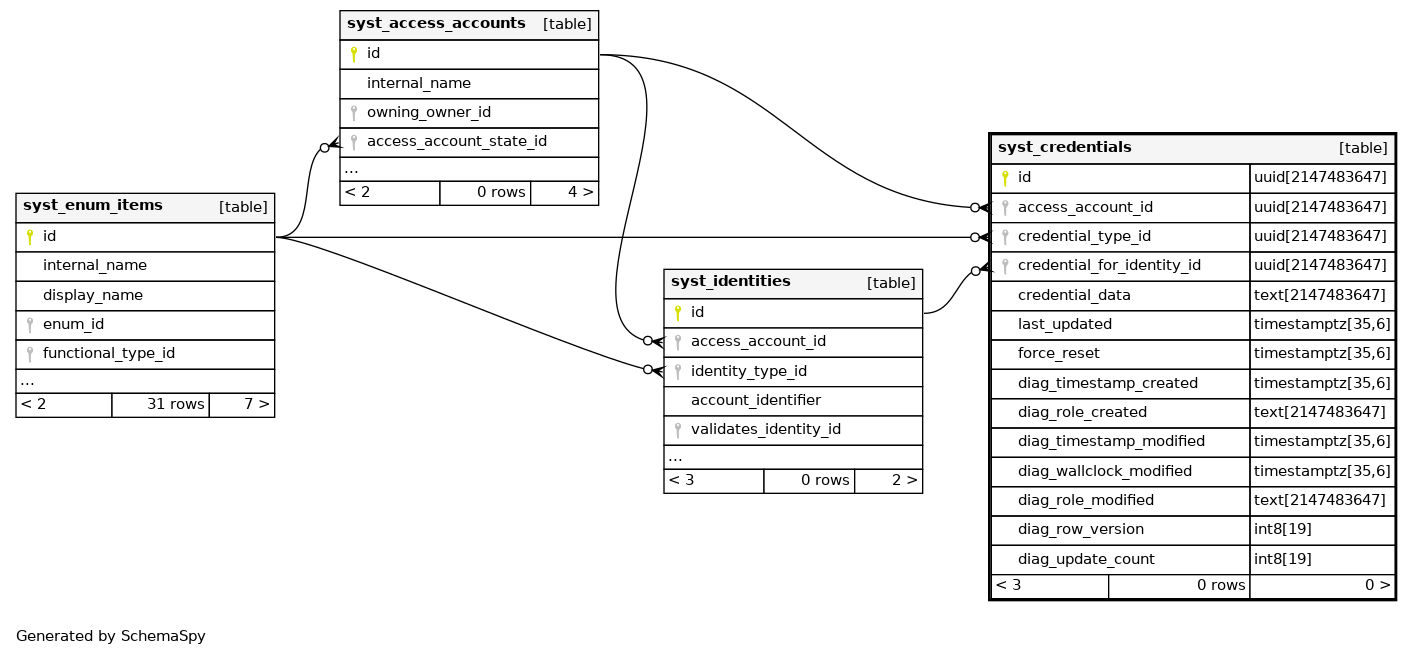 syst_access_accounts [table]
id
internal_name
owning_owner_id
access_account_state_id
...
< 2 0 rows 4 >
syst_enum_items [table]
id
internal_name
display_name
enum_id
functional_type_id
...
< 2 31 rows 7 >
syst_identities [table]
id
access_account_id
identity_type_id
account_identifier
validates_identity_id
...
< 3 0 rows 2 >
syst_credentials [table]
id uuid[2147483647]
access_account_id uuid[2147483647]
credential_type_id uuid[2147483647]
credential_for_identity_id uuid[2147483647]
credential_data text[2147483647]
last_updated timestamptz[35,6]
force_reset timestamptz[35,6]
diag_timestamp_created timestamptz[35,6]
diag_role_created text[2147483647]
diag_timestamp_modified timestamptz[35,6]
diag_wallclock_modified timestamptz[35,6]
diag_role_modified text[2147483647]
diag_row_version int8[19]
diag_update_count int8[19]
< 3 0 rows 0 >
Generated by SchemaSpy